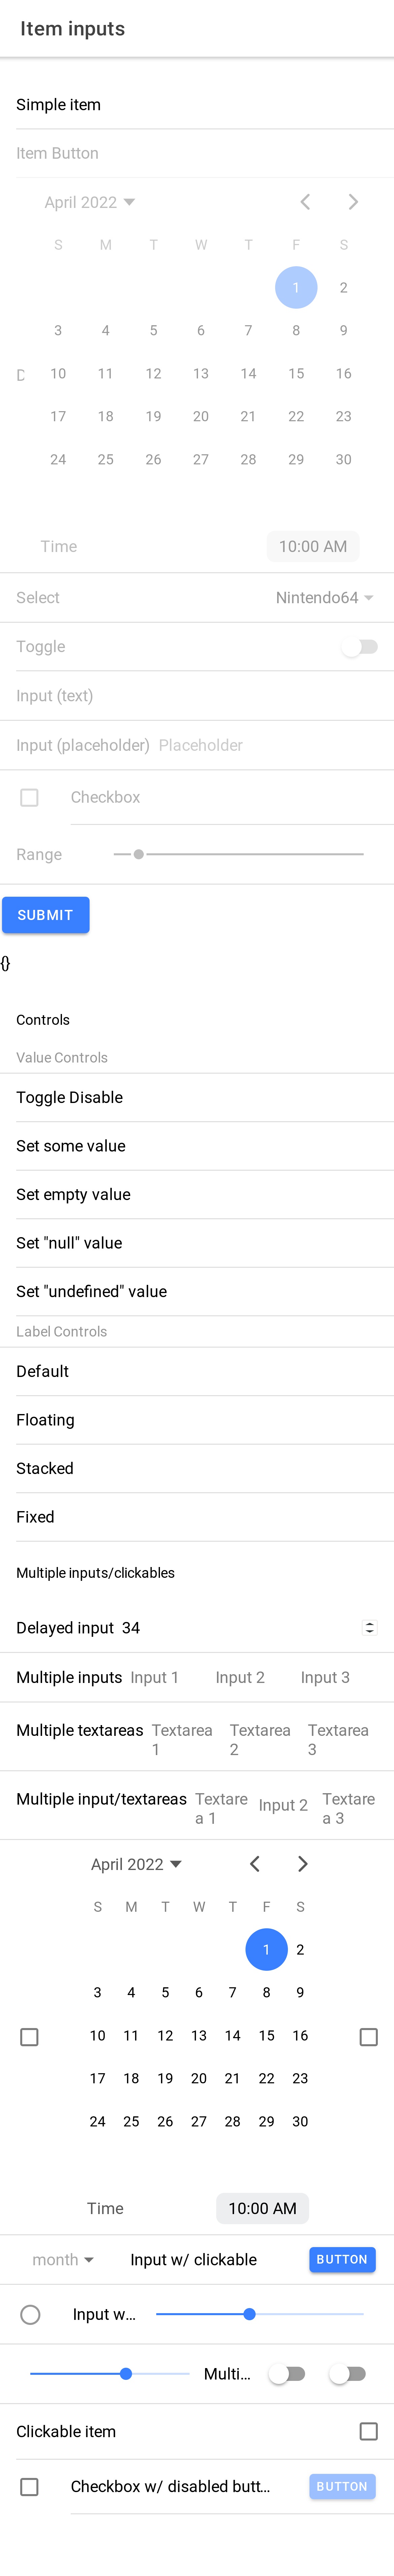 Item inputs
Simple item
Item Button
April 2022
S M T W T F S
1 2
3 4 5 6 7 8 9
D 10 11 12 13 14 15 16
17 18 19 20 21 22 23
24 25 26 27 28 29 30
Time 10:00 AM
Select Nintendo64
Toggle
Input (text)
Input (placeholder) Placeholder
Checkbox
Range
SUBMIT
{}
Controls
Value Controls
Toggle Disable
Set some value
Set empty value
Set "null" value
Set "undefined" value
Label Controls
Default
Floating
Stacked
Fixed
Multiple inputs/clickables
Delayed input 34
Multiple inputs Input 1 Input 2 Input 3
Multiple textareas Textarea 1 Textarea 2 Textarea 3
Multiple input/textareas Textare a 1 Input 2 Textare a 3
April 2022
S M T W T F S
1 2
3 4 5 6 7 8 9
10 11 12 13 14 15 16
17 18 19 20 21 22 23
24 25 26 27 28 29 30
Time 10:00 AM
month Input w/ clickable BUTTON
Input w...
Multi...
Clickable item
Checkbox w/ disabled butt... BUTTON